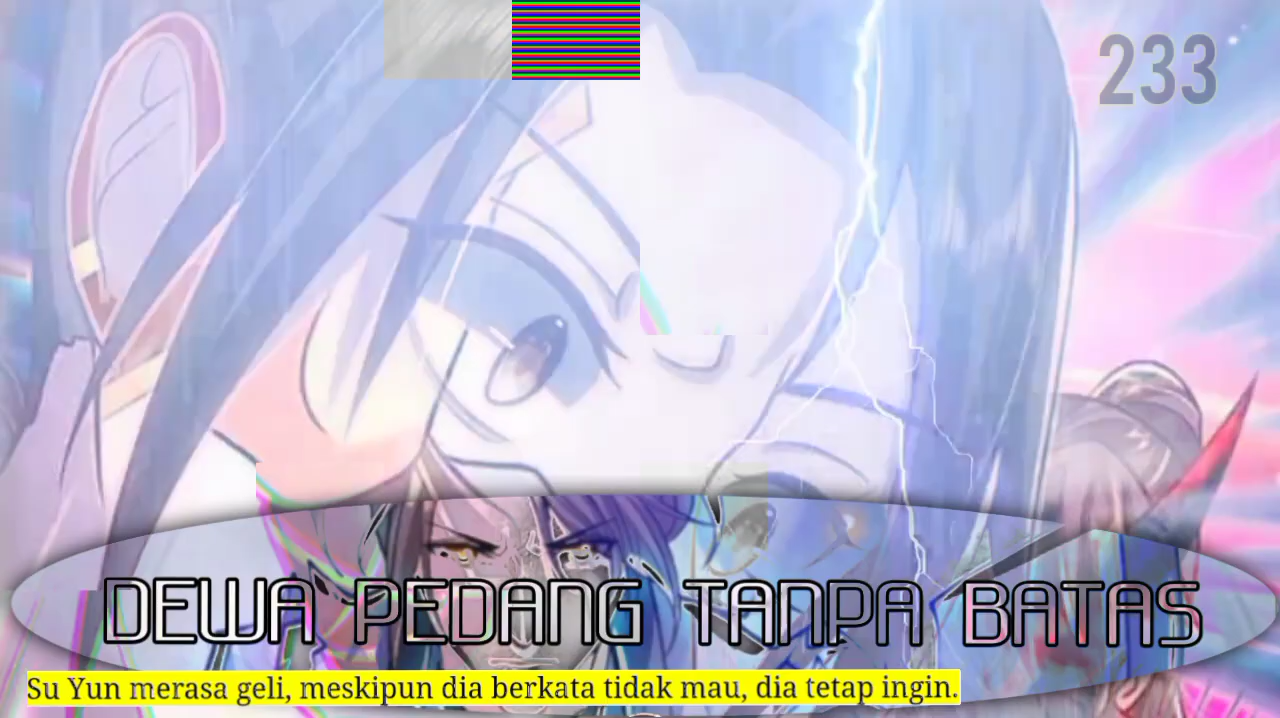 233
DEWA PEDANG TANPA BATAS
Su Yun merasa geli, meskipun dia berkata tidak mau, dia tetap ingin.